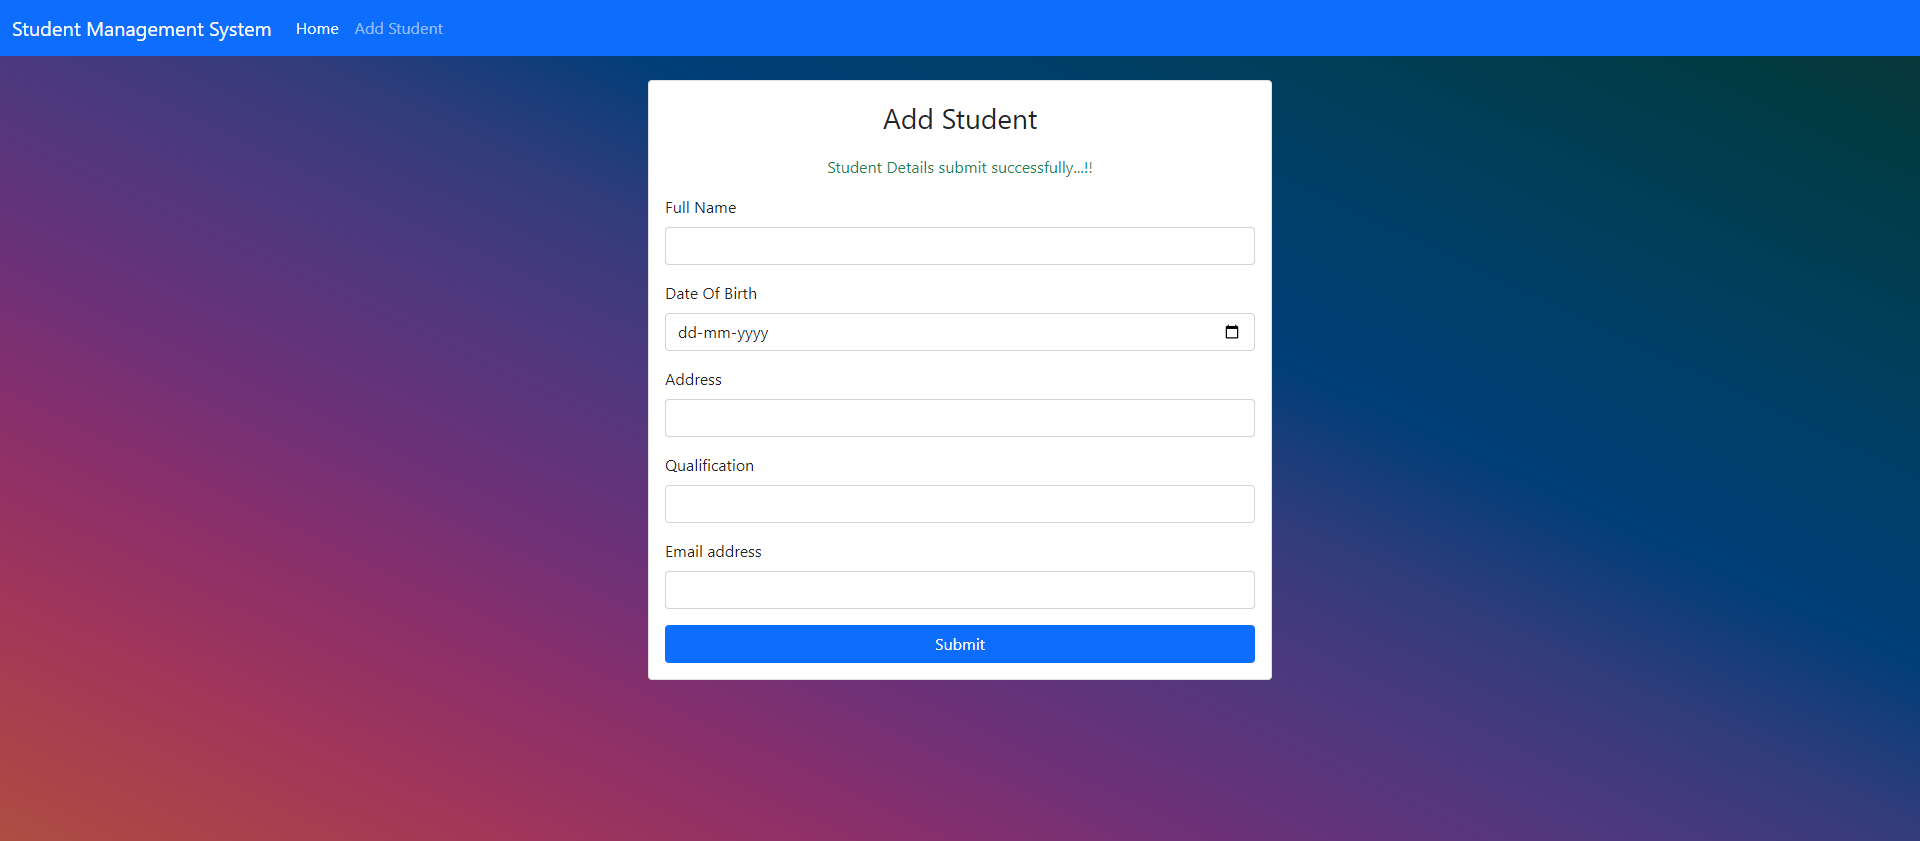 Student Management System Home Add Student
Add Student
Student Details submit successfully...!!
Full Name
Date Of Birth
dd-mm-yyyy
Address
Qualification
Email address
Submit